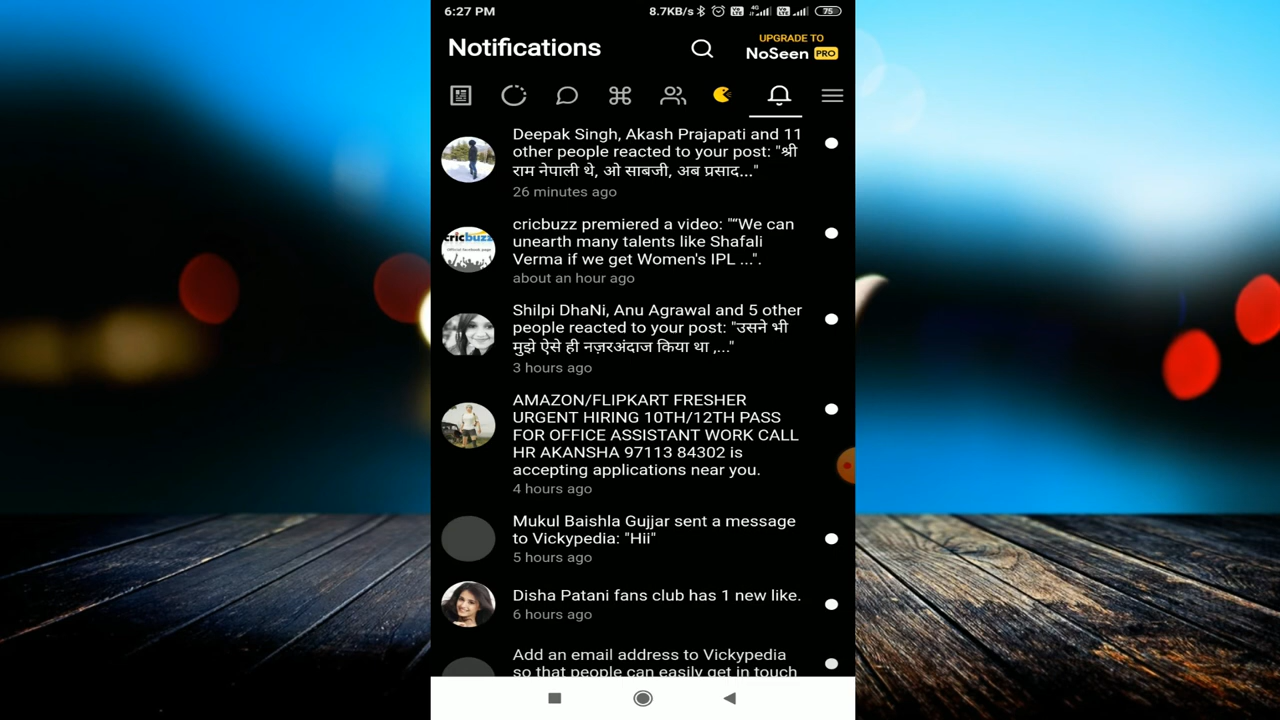 6:27 PM 8.7KB/s 4G 75
Notifications
UPGRADE TO
NoSeen PRO
Deepak Singh, Akash Prajapati and 11
other people reacted to your post: "श्री
राम नेपाली थे, ओ साबजी, अब प्रसाद..."
26 minutes ago
cricbuzz
cricbuzz premiered a video: "“We can
unearth many talents like Shafali
Verma if we get Women's IPL ...".
about an hour ago
Shilpi DhaNi, Anu Agrawal and 5 other
people reacted to your post: "उसने भी
मुझे ऐसे ही नज़रअंदाज किया था ,..."
3 hours ago
AMAZON/FLIPKART FRESHER
URGENT HIRING 10TH/12TH PASS
FOR OFFICE ASSISTANT WORK CALL
HR AKANSHA 97113 84302 is
accepting applications near you.
4 hours ago
Mukul Baishla Gujjar sent a message
to Vickypedia: "Hii"
5 hours ago
Disha Patani fans club has 1 new like.
6 hours ago
Add an email address to Vickypedia
so that people can easily get in touch